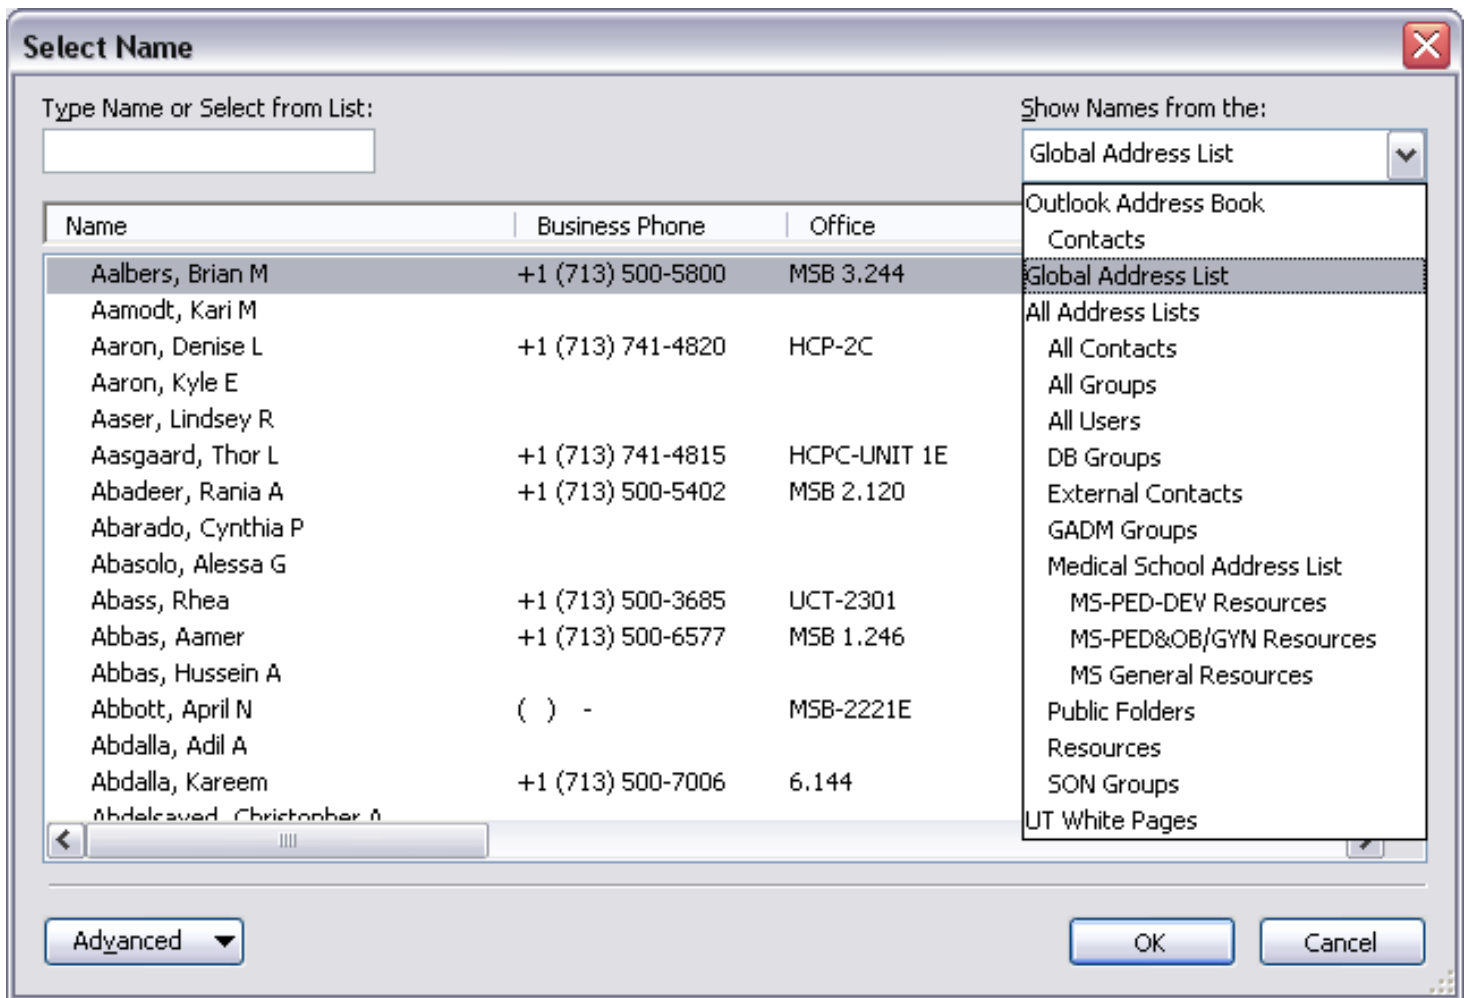 Select Name
Type Name or Select from List:
Show Names from the:
Global Address List
Name Business Phone Office
Aalbers, Brian M +1 (713) 500-5800 MSB 3.244
Aamodt, Kari M
Aaron, Denise L +1 (713) 741-4820 HCP-2C
Aaron, Kyle E
Aaser, Lindsey R
Aasgaard, Thor L +1 (713) 741-4815 HCPC-UNIT 1E
Abadeer, Rania A +1 (713) 500-5402 MSB 2.120
Abarado, Cynthia P
Abasolo, Alessa G
Abass, Rhea +1 (713) 500-3685 UCT-2301
Abbas, Aamer +1 (713) 500-6577 MSB 1.246
Abbas, Hussein A
Abbott, April N ( ) - MSB-2221E
Abdalla, Adil A
Abdalla, Kareem +1 (713) 500-7006 6.144
Abdelsayed, Christopher A
Outlook Address Book
Contacts
Global Address List
All Address Lists
All Contacts
All Groups
All Users
DB Groups
External Contacts
GADM Groups
Medical School Address List
MS-PED-DEV Resources
MS-PED&OB/GYN Resources
MS General Resources
Public Folders
Resources
SON Groups
UT White Pages
Advanced
OK
Cancel